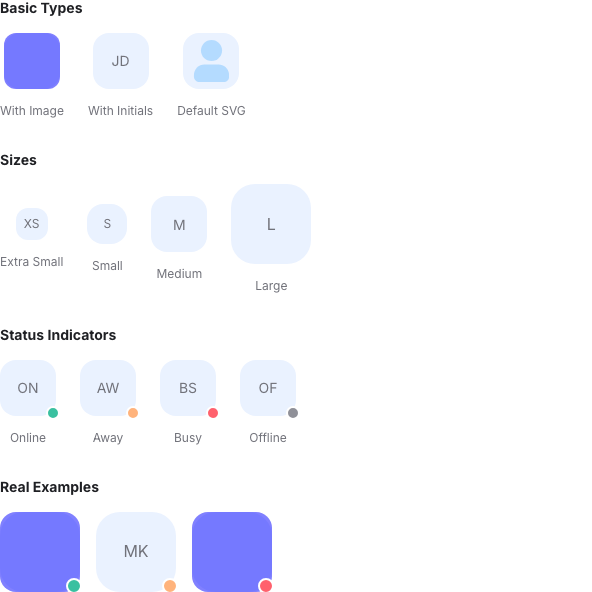 Basic Types
JD
With Image With Initials Default SVG
Sizes
XS S M L
Extra Small Small Medium Large
Status Indicators
ON AW BS OF
Online Away Busy Offline
Real Examples
MK